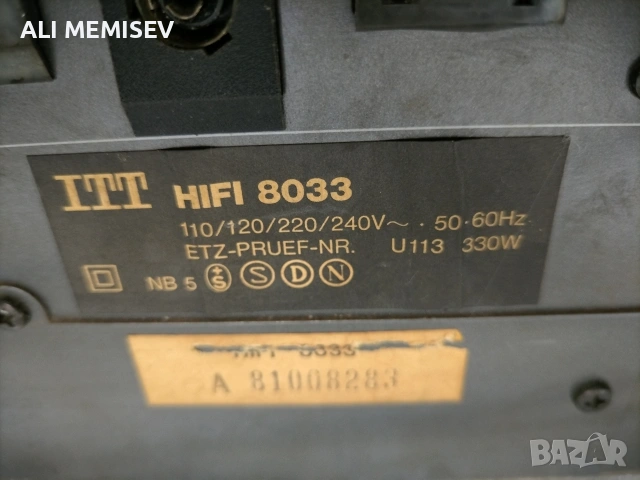 ALI MEMISEV
ITT HIFI 8033
110/120/220/240V~ · 50·60Hz
ETZ-PRUEF-NR. U113 330W
NB 5 S S D N
HIFI 8033
A 81008283
BAZAR